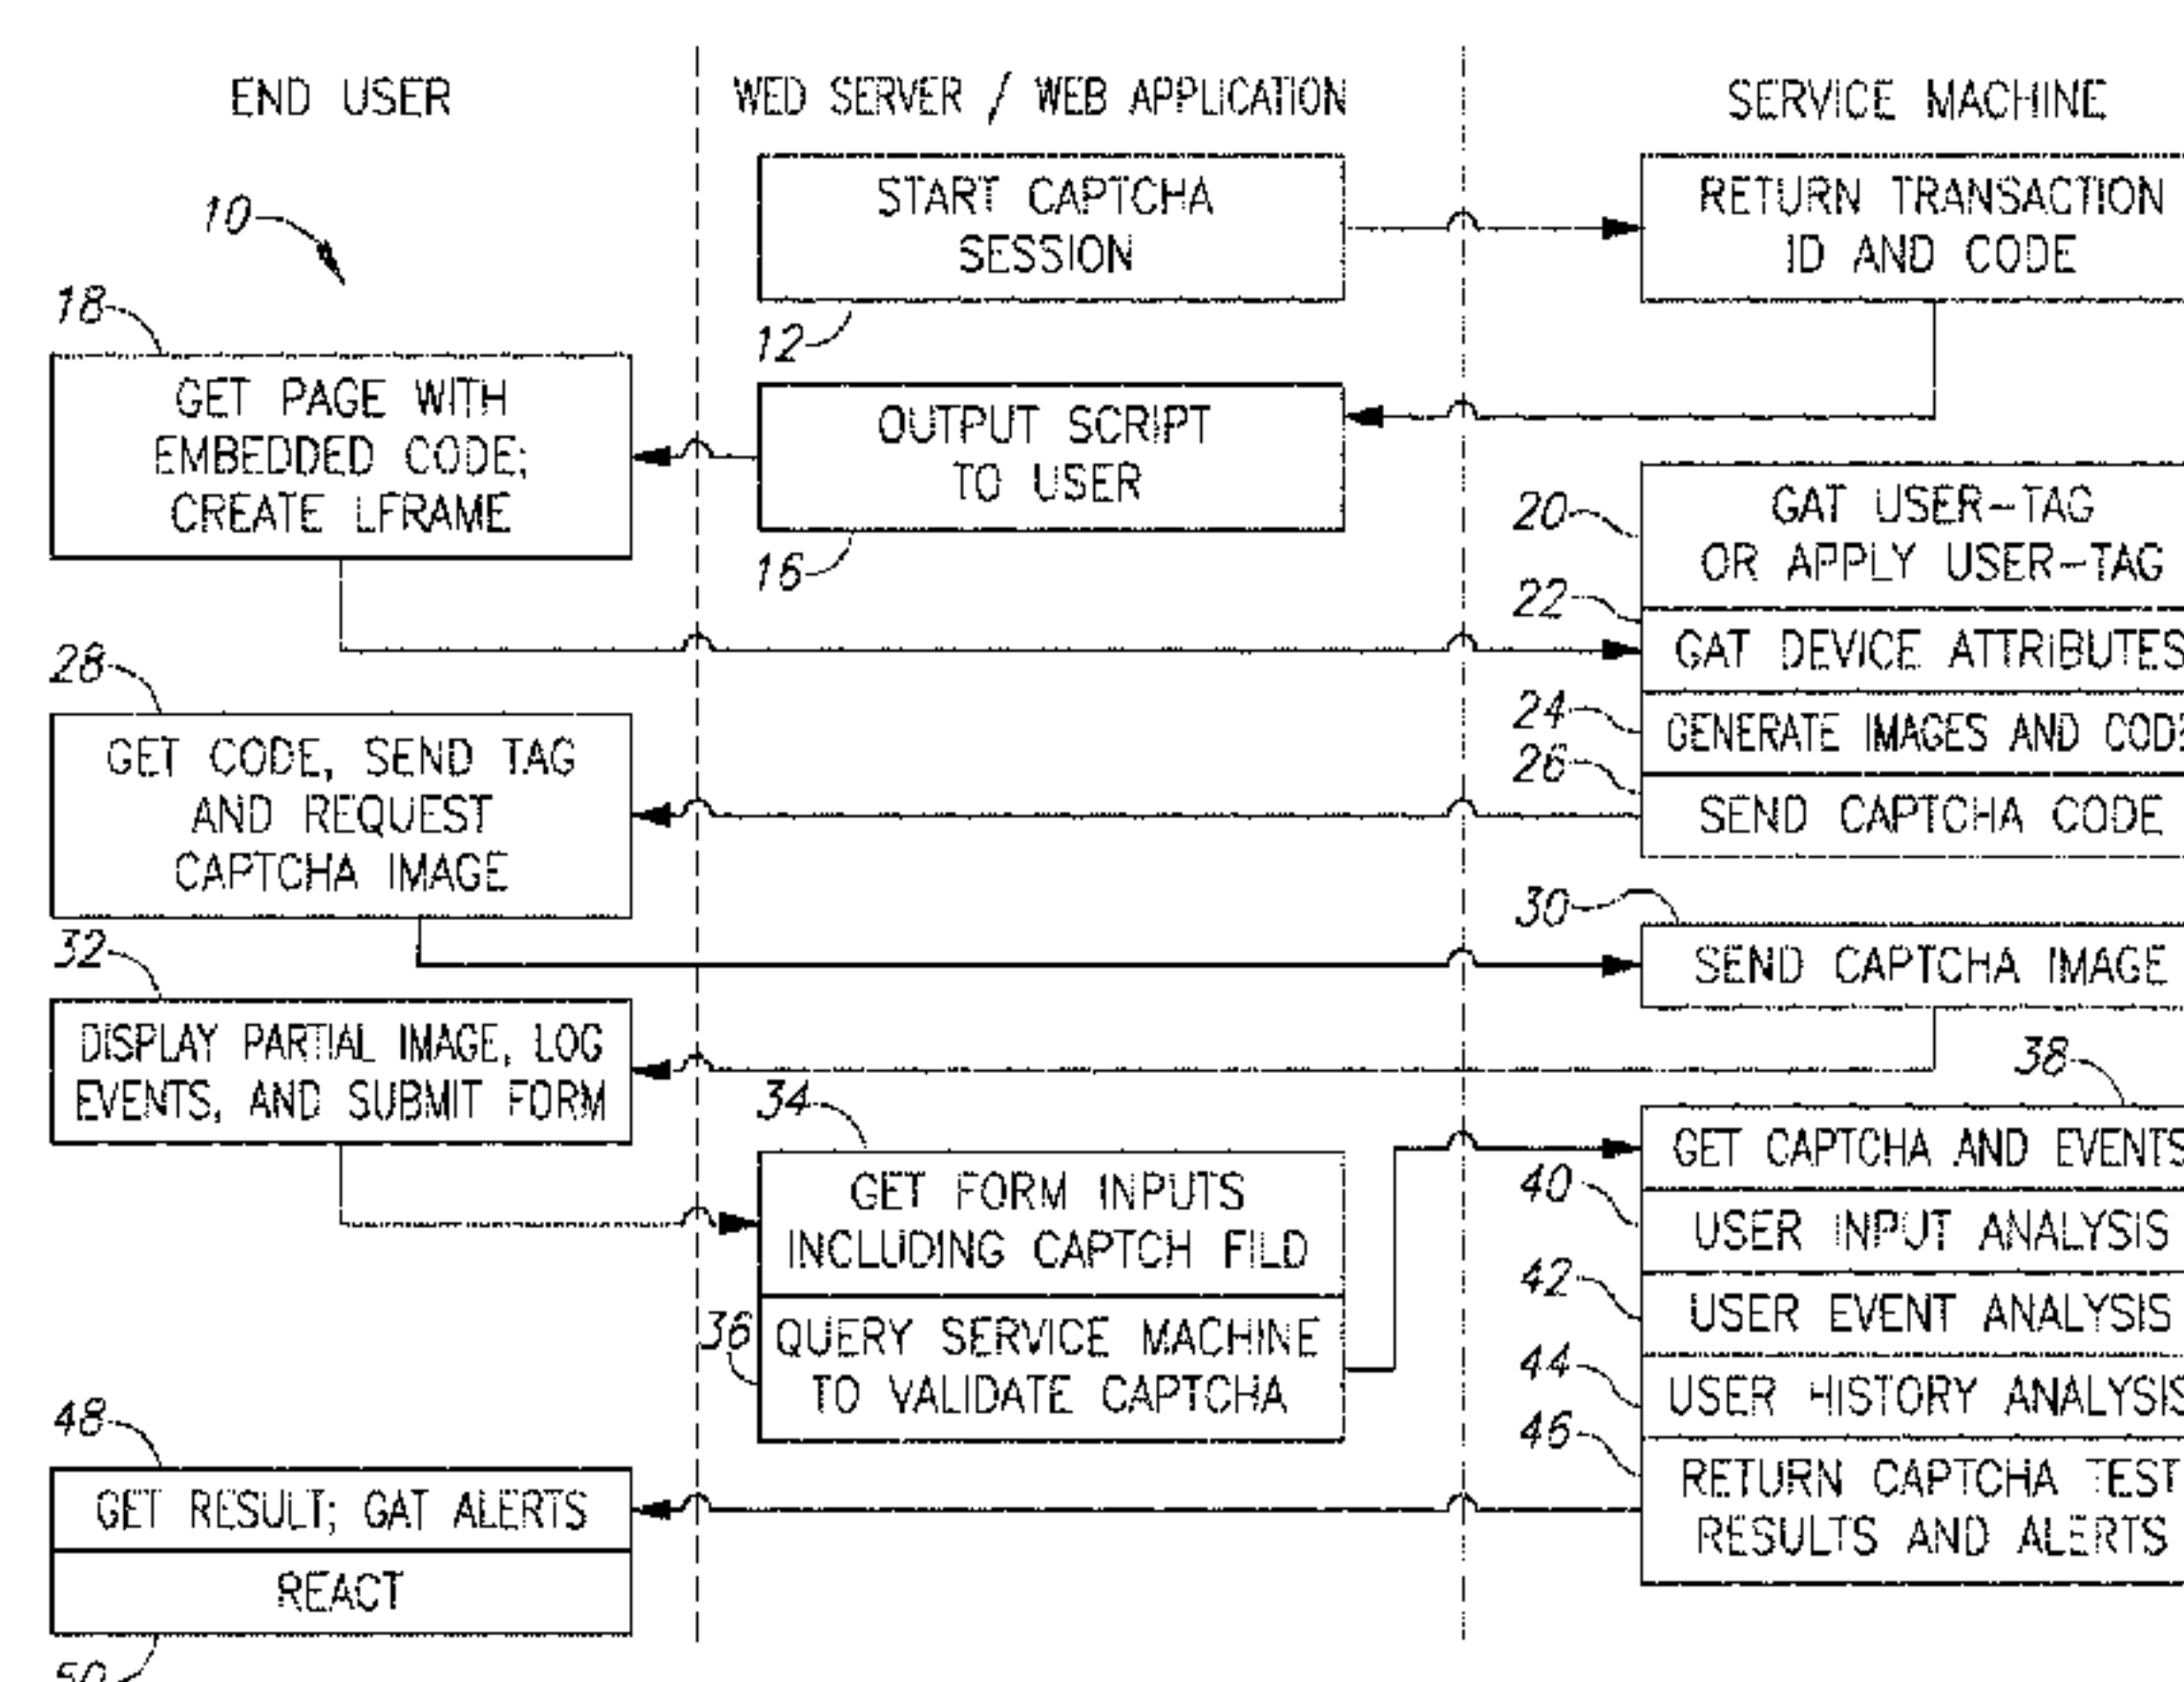 END USER
WED SERVER / WEB APPLICATION
SERVICE MACHINE
10
START CAPTCHA
SESSION
12
RETURN TRANSACTION
ID AND CODE
18
GET PAGE WITH
EMBEDDED CODE;
CREATE LFRAME
OUTPUT SCRIPT
TO USER
16
20
GAT USER-TAG
OR APPLY USER-TAG
22
GAT DEVICE ATTRIBUTES
24
GENERATE IMAGES AND CODE
26
SEND CAPTCHA CODE
28
GET CODE, SEND TAG
AND REQUEST
CAPTCHA IMAGE
30
SEND CAPTCHA IMAGE
32
DISPLAY PARTIAL IMAGE, LOG
EVENTS, AND SUBMIT FORM
34
GET FORM INPUTS
INCLUDING CAPTCH FILD
36
QUERY SERVICE MACHINE
TO VALIDATE CAPTCHA
38
GET CAPTCHA AND EVENTS
40
USER INPUT ANALYSIS
42
USER EVENT ANALYSIS
44
USER HISTORY ANALYSIS
46
RETURN CAPTCHA TEST
RESULTS AND ALERTS
48
GET RESULT; GAT ALERTS
REACT
50